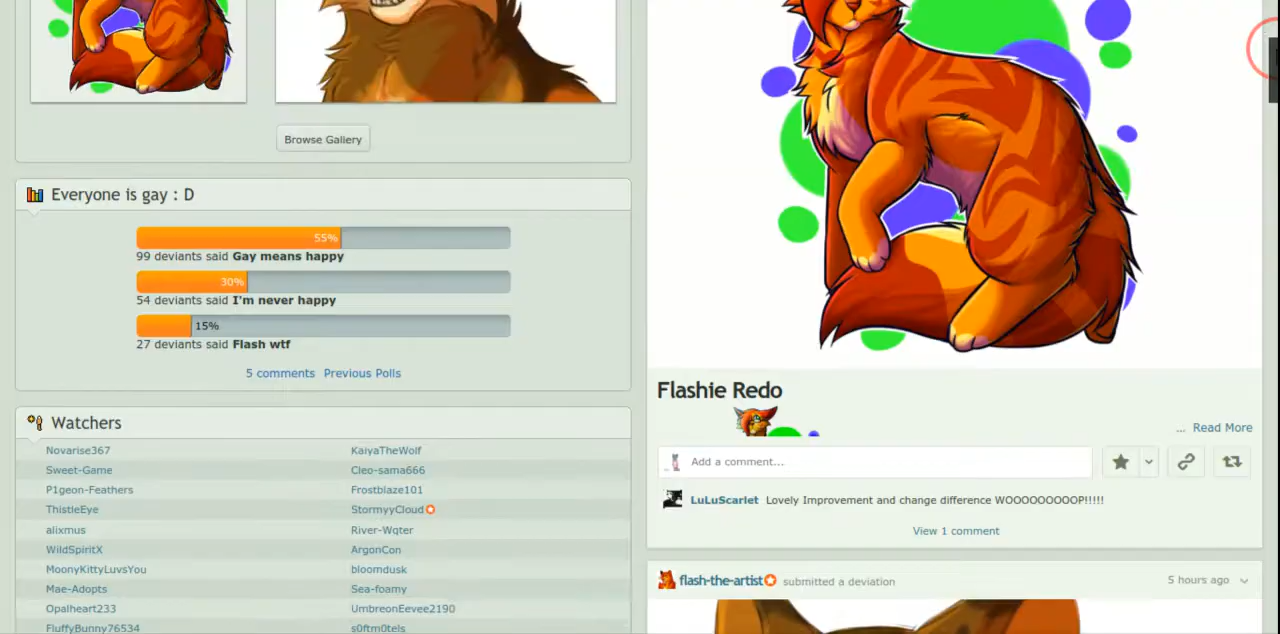 Browse Gallery
Everyone is gay : D
55%
99 deviants said Gay means happy
30%
54 deviants said I'm never happy
15%
27 deviants said Flash wtf
5 comments Previous Polls
Watchers
Novarise367 KaiyaTheWolf
Sweet-Game Cleo-sama666
P1geon-Feathers Frostblaze101
ThistleEye StormyyCloud
alixmus River-Wqter
WildSpiritX ArgonCon
MoonyKittyLuvsYou bloomdusk
Mae-Adopts Sea-foamy
Opalheart233 UmbreonEevee2190
FluffyBunny76534 s0ftm0tels
Flashie Redo
... Read More
Add a comment...
LuLuScarlet Lovely Improvement and change difference WOOOOOOOOOP!!!!!
View 1 comment
flash-the-artist submitted a deviation 5 hours ago